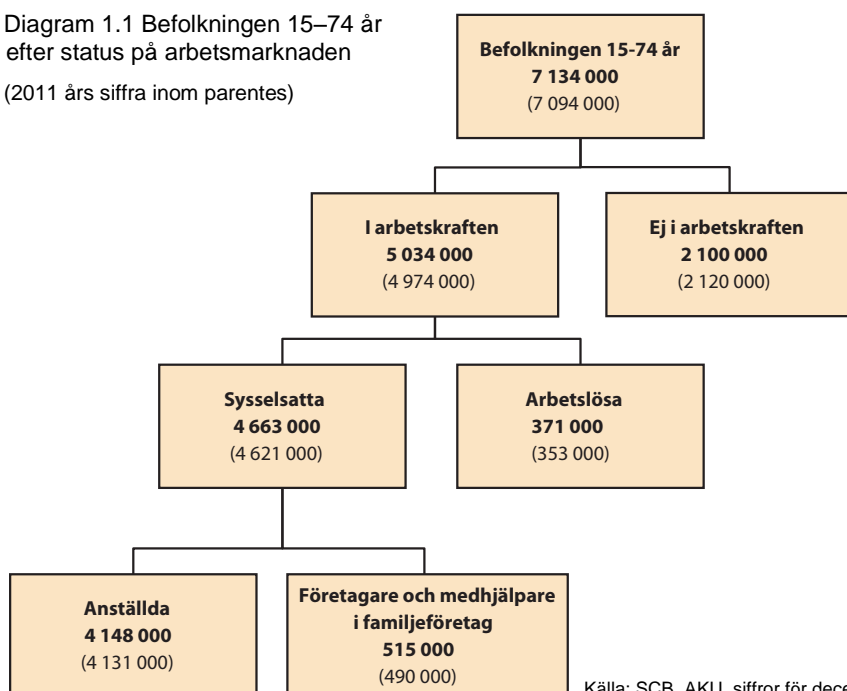 Diagram 1.1 Befolkningen 15–74 år
efter status på arbetsmarknaden
(2011 års siffra inom parentes)
Befolkningen 15-74 år
7 134 000
(7 094 000)
I arbetskraften
5 034 000
(4 974 000)
Ej i arbetskraften
2 100 000
(2 120 000)
Sysselsatta
4 663 000
(4 621 000)
Arbetslösa
371 000
(353 000)
Anställda
4 148 000
(4 131 000)
Företagare och medhjälpare
i familjeföretag
515 000
(490 000)
Källa: SCB, AKU, siffror för